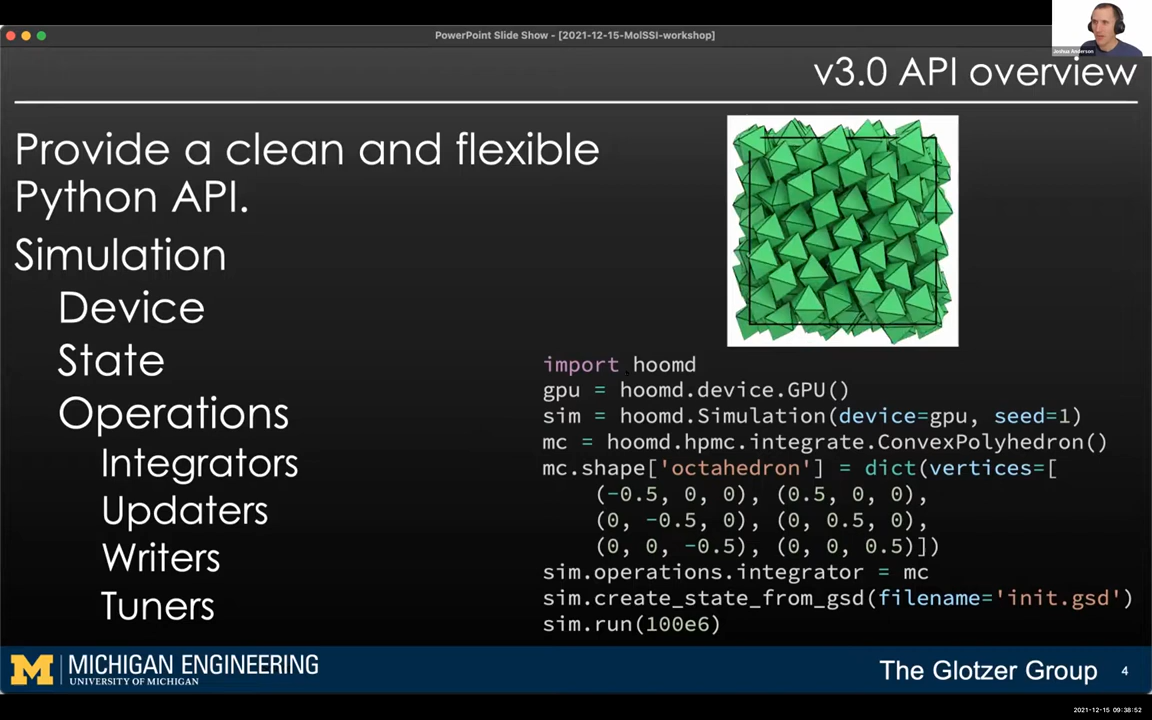 PowerPoint Slide Show - [2021-12-15-MolSSI-workshop]
Joshua Anderson
v3.0 API overview
Provide a clean and flexible
Python API.
Simulation
Device
State
Operations
Integrators
Updaters
Writers
Tuners
import hoomd
gpu = hoomd.device.GPU()
sim = hoomd.Simulation(device=gpu, seed=1)
mc = hoomd.hpmc.integrate.ConvexPolyhedron()
mc.shape['octahedron'] = dict(vertices=[
(-0.5, 0, 0), (0.5, 0, 0),
(0, -0.5, 0), (0, 0.5, 0),
(0, 0, -0.5), (0, 0, 0.5)])
sim.operations.integrator = mc
sim.create_state_from_gsd(filename='init.gsd')
sim.run(100e6)
M
MICHIGAN ENGINEERING
UNIVERSITY OF MICHIGAN
The Glotzer Group
4
2021-12-15 09:38:52